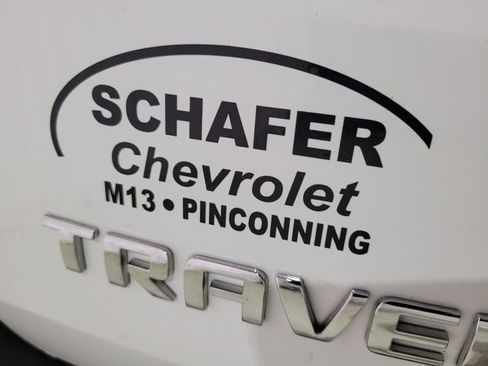 SCHAFER
Chevrolet
M13 • PINCONNING
TRAVE